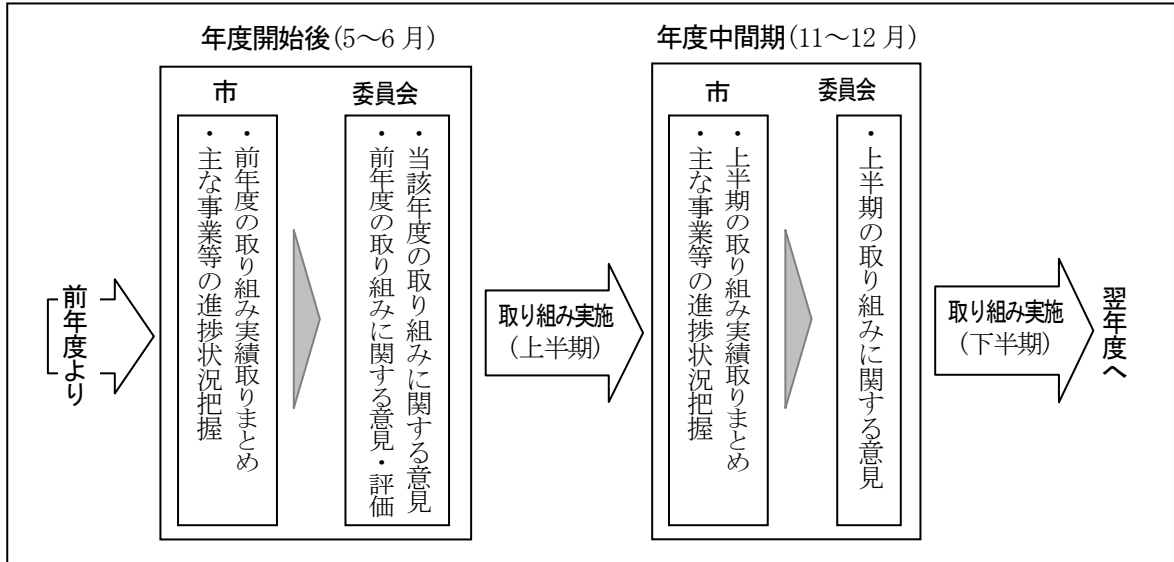 前年度より
年度開始後(5～6 月)
市
・前年度の取り組み実績取りまとめ
・主な事業等の進捗状況把握
委員会
・当該年度の取り組みに関する意見
・前年度の取り組みに関する意見・評価
取り組み実施
(上半期)
年度中間期(11～12 月)
市
・上半期の取り組み実績取りまとめ
・主な事業等の進捗状況把握
委員会
・上半期の取り組みに関する意見
取り組み実施
(下半期)
翌年度へ